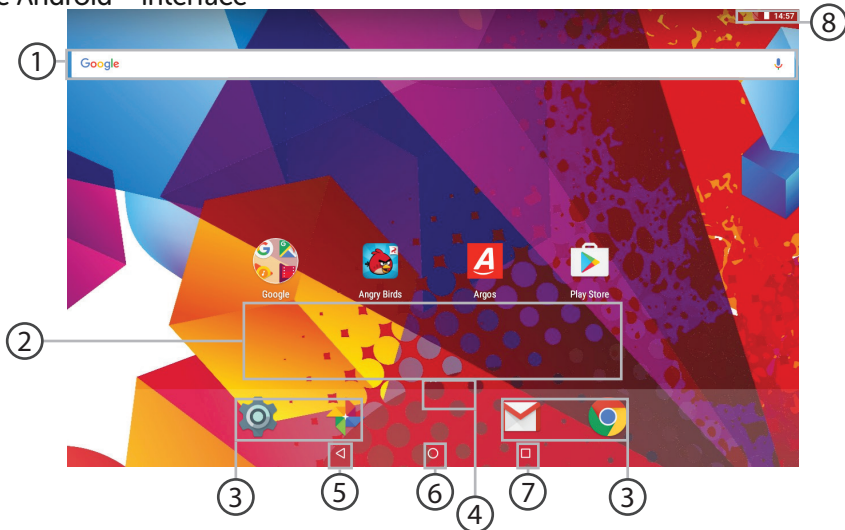 Android™ Interface
14:57
8
1
Google
Google Angry Birds Argos Play Store
2
3 5 6 4 7 3